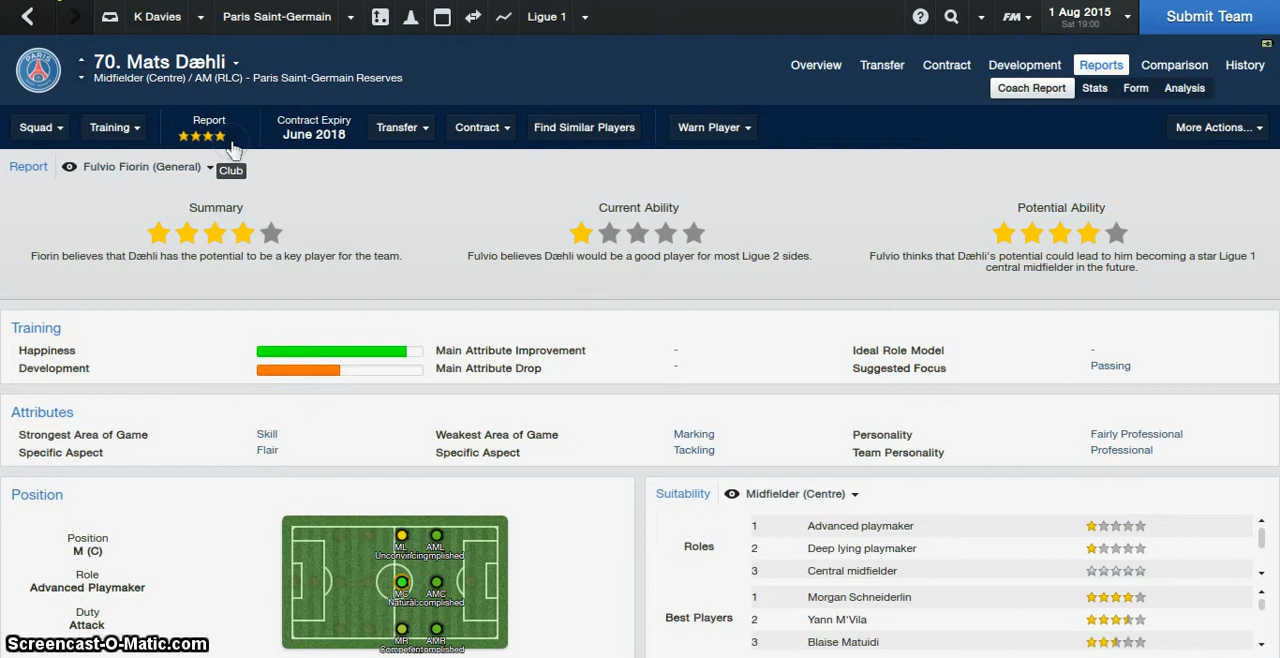 K Davies
Paris Saint-Germain
Ligue 1
FM
1 Aug 2015
Sat 19:00
Submit Team
PARIS
70. Mats Dæhli
Midfielder (Centre) / AM (RLC) - Paris Saint-Germain Reserves
Overview
Transfer
Contract
Development
Reports
Comparison
History
Coach Report
Stats
Form
Analysis
Squad
Training
Report
Contract Expiry
June 2018
Transfer
Contract
Find Similar Players
Warn Player
More Actions...
Club
Report
Fulvio Fiorin (General)
Summary
Fiorin believes that Dæhli has the potential to be a key player for the team.
Current Ability
Fulvio believes Dæhli would be a good player for most Ligue 2 sides.
Potential Ability
Fulvio thinks that Dæhli's potential could lead to him becoming a star Ligue 1
central midfielder in the future.
Training
Happiness
Main Attribute Improvement -
Ideal Role Model -
Development
Main Attribute Drop -
Suggested Focus Passing
Attributes
Strongest Area of Game Skill
Weakest Area of Game Marking
Personality Fairly Professional
Specific Aspect Flair
Specific Aspect Tackling
Team Personality Professional
Position
Position
M (C)
Role
Advanced Playmaker
Duty
Attack
ML AML
Unconvincing
MC AMC
Natural
MR AMR
Suitability Midfielder (Centre)
Roles
1 Advanced playmaker
2 Deep lying playmaker
3 Central midfielder
Best Players
1 Morgan Schneiderlin
2 Yann M'Vila
3 Blaise Matuidi
Screencast-O-Matic.com